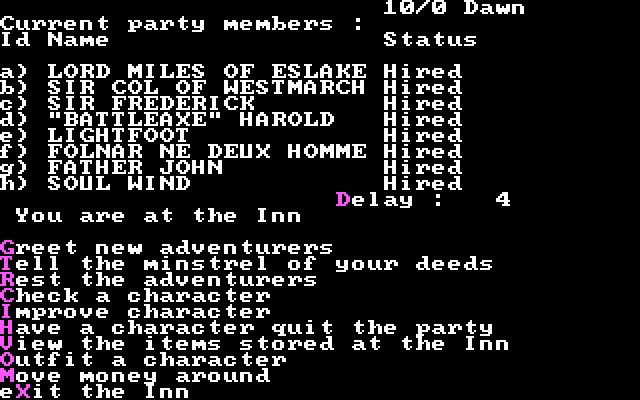 10/0 Dawn
Current party members :
Id Name Status
a) LORD MILES OF ESLAKE Hired
b) SIR COL OF WESTMARCH Hired
c) SIR FREDERICK Hired
d) "BATTLEAXE" HAROLD Hired
e) LIGHTFOOT Hired
f) FOLNAR NE DEUX HOMME Hired
g) FATHER JOHN Hired
h) SOUL WIND Hired
Delay : 4
You are at the Inn
Greet new adventurers
Tell the minstrel of your deeds
Rest the adventurers
Check a character
Improve character
Have a character quit the party
View the items stored at the Inn
Outfit a character
Move money around
eXit the Inn